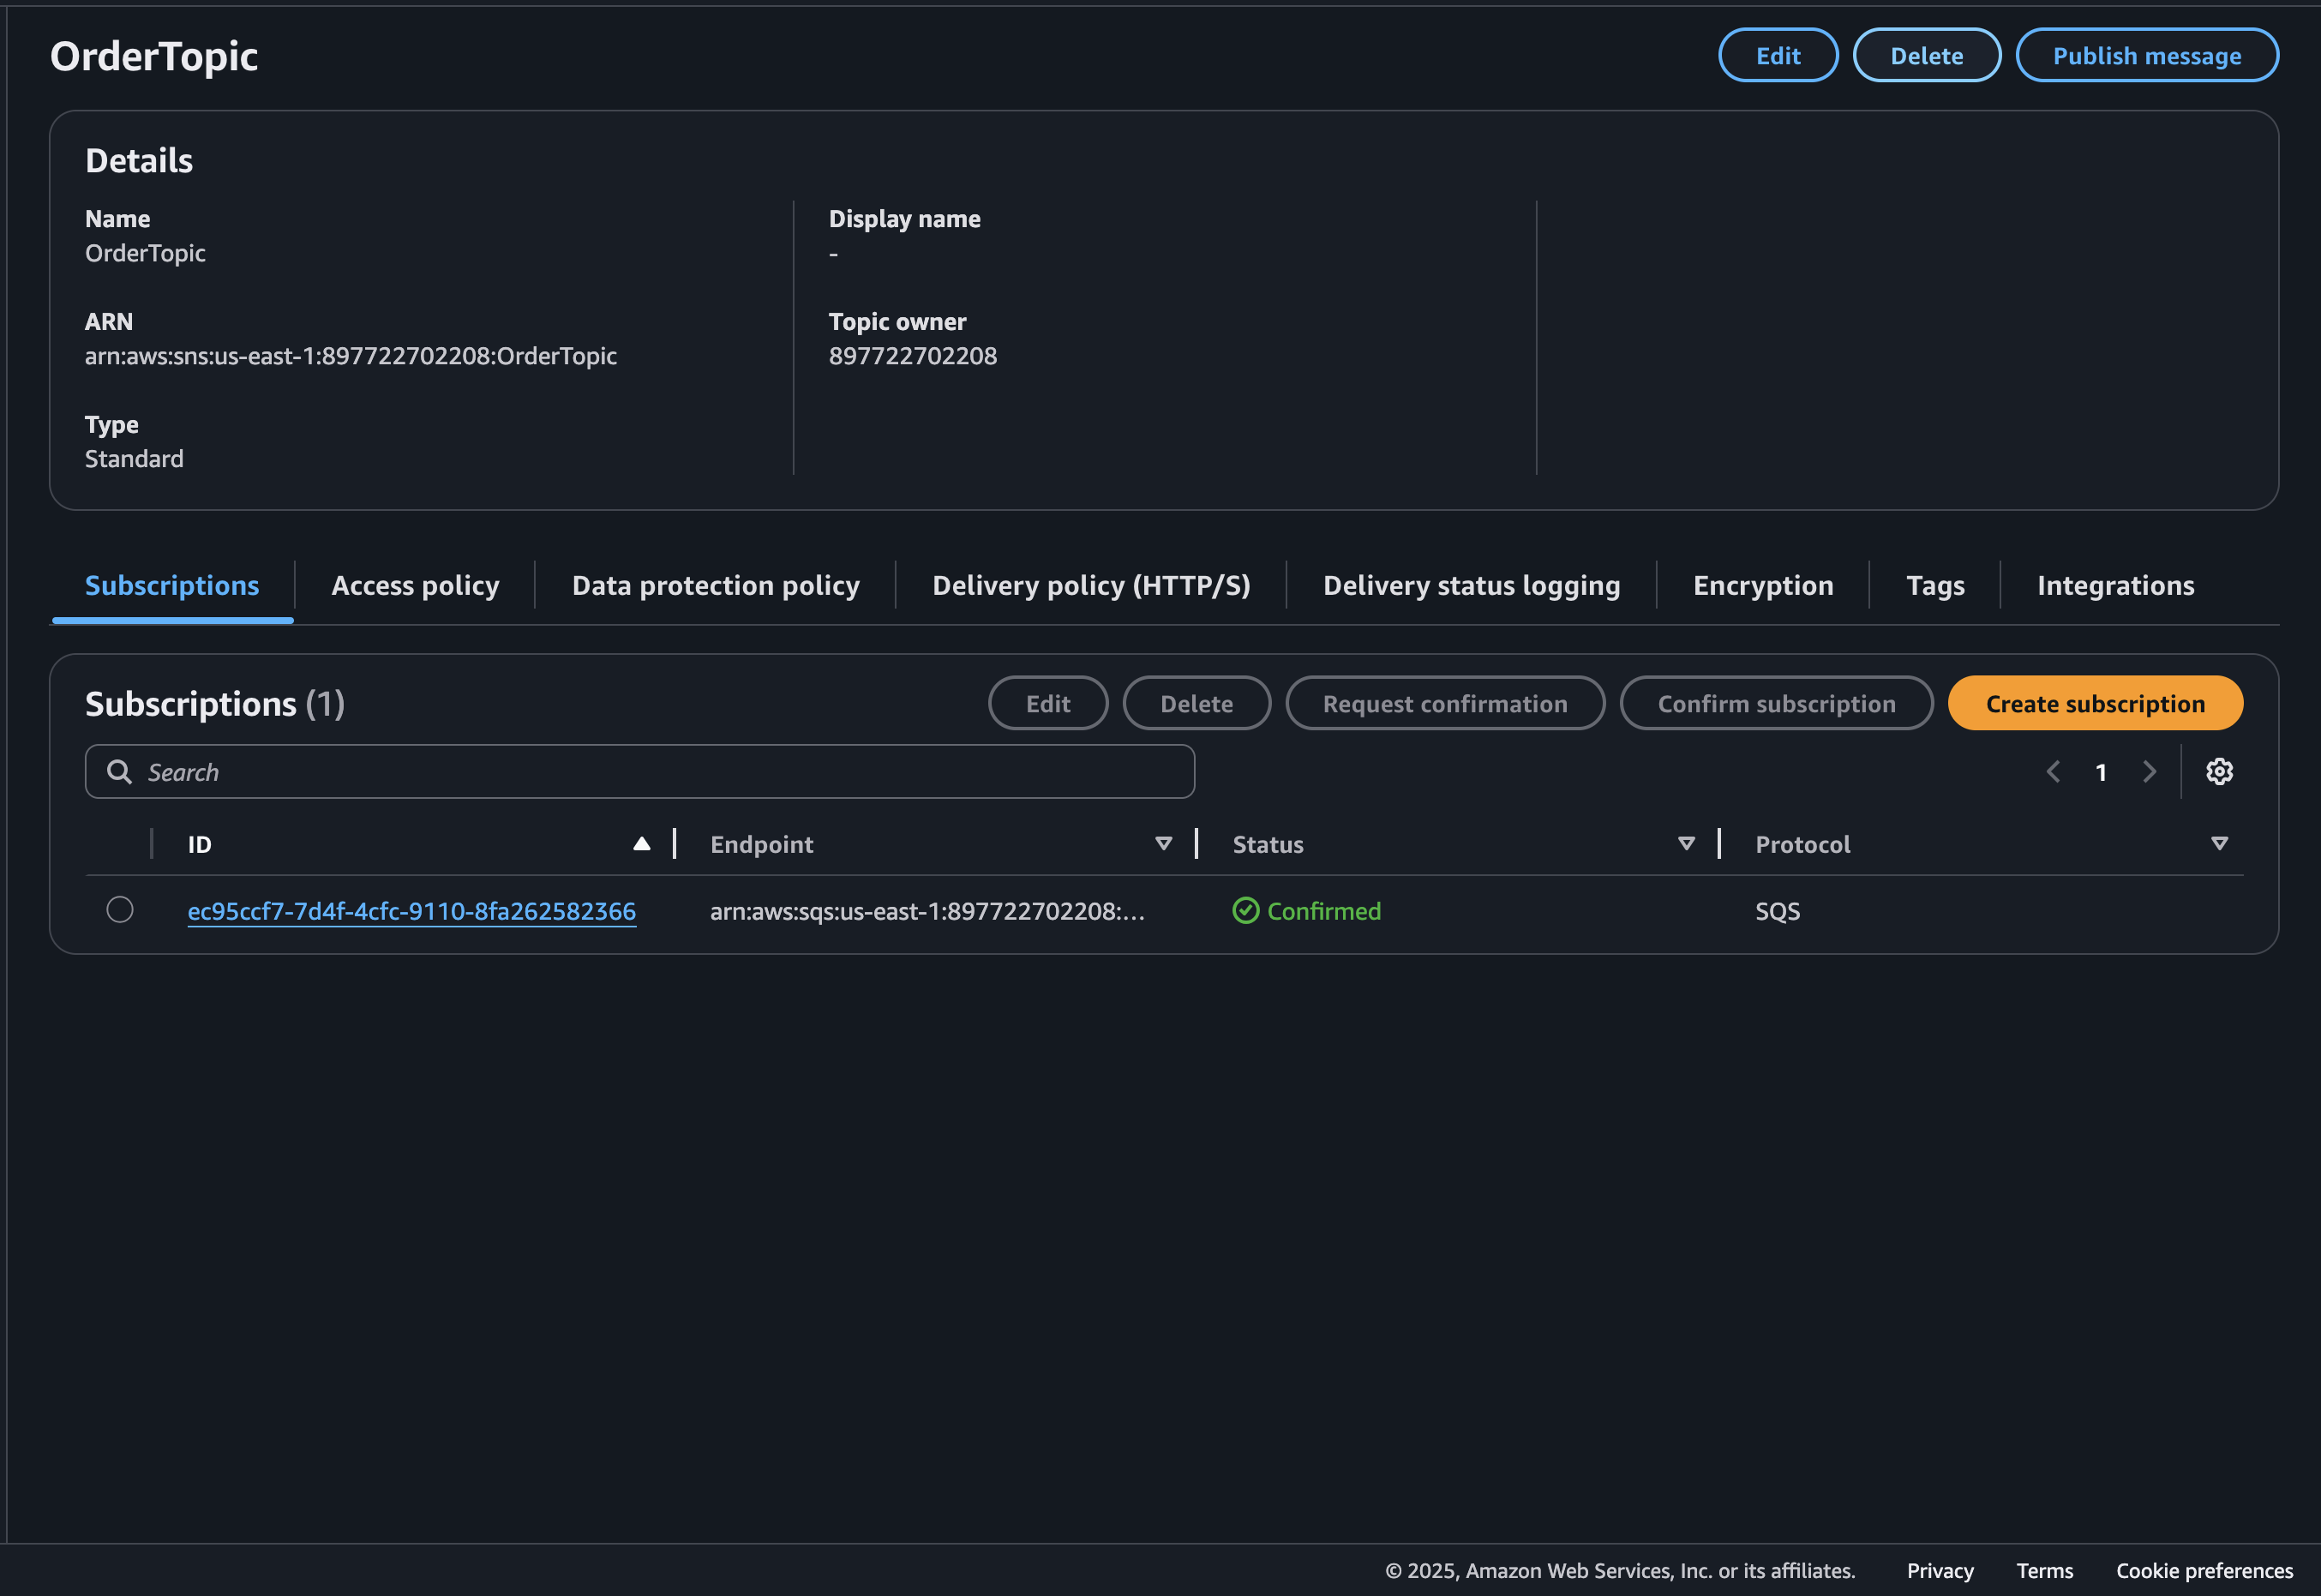 OrderTopic
Edit
Delete
Publish message
Details
Name
OrderTopic
ARN
arn:aws:sns:us-east-1:897722702208:OrderTopic
Type
Standard
Display name
-
Topic owner
897722702208
Subscriptions
Access policy
Data protection policy
Delivery policy (HTTP/S)
Delivery status logging
Encryption
Tags
Integrations
Subscriptions (1)
Edit
Delete
Request confirmation
Confirm subscription
Create subscription
Search
1
ID
Endpoint
Status
Protocol
ec95ccf7-7d4f-4cfc-9110-8fa262582366
arn:aws:sqs:us-east-1:897722702208:…
Confirmed
SQS
© 2025, Amazon Web Services, Inc. or its affiliates.
Privacy
Terms
Cookie preferences